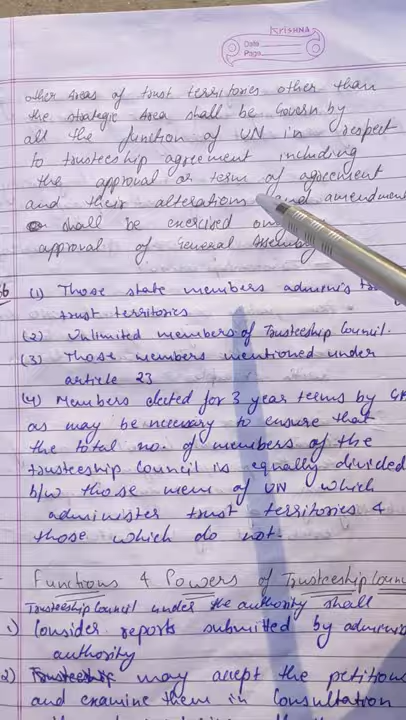 KRISHNA
Date
Page
other areas of trust territories other than
the strategic area shall be Govern by
all the function of UN in respect
to trusteeship agreement including
the approval or term of agreement
and their alteration and amendment
shall be exercised on
approval of General Assembly
(1) Those state members adminis
trust territories
(2) Unlimited members of Trusteeship Council.
(3) Those members mentioned under
article 23
(4) Members elected for 3 year terms by
as may be necessary to ensure that
the total no. of members of the
trusteeship Council is equally divided
b/w those mem of UN which
administer trust territories &
those which do not.
Functions & Powers of Trusteeship
Trusteeship Council under the authority shall
1) Consider reports submitted by
authority
2) may accept the petitions
and examine them in Consultation